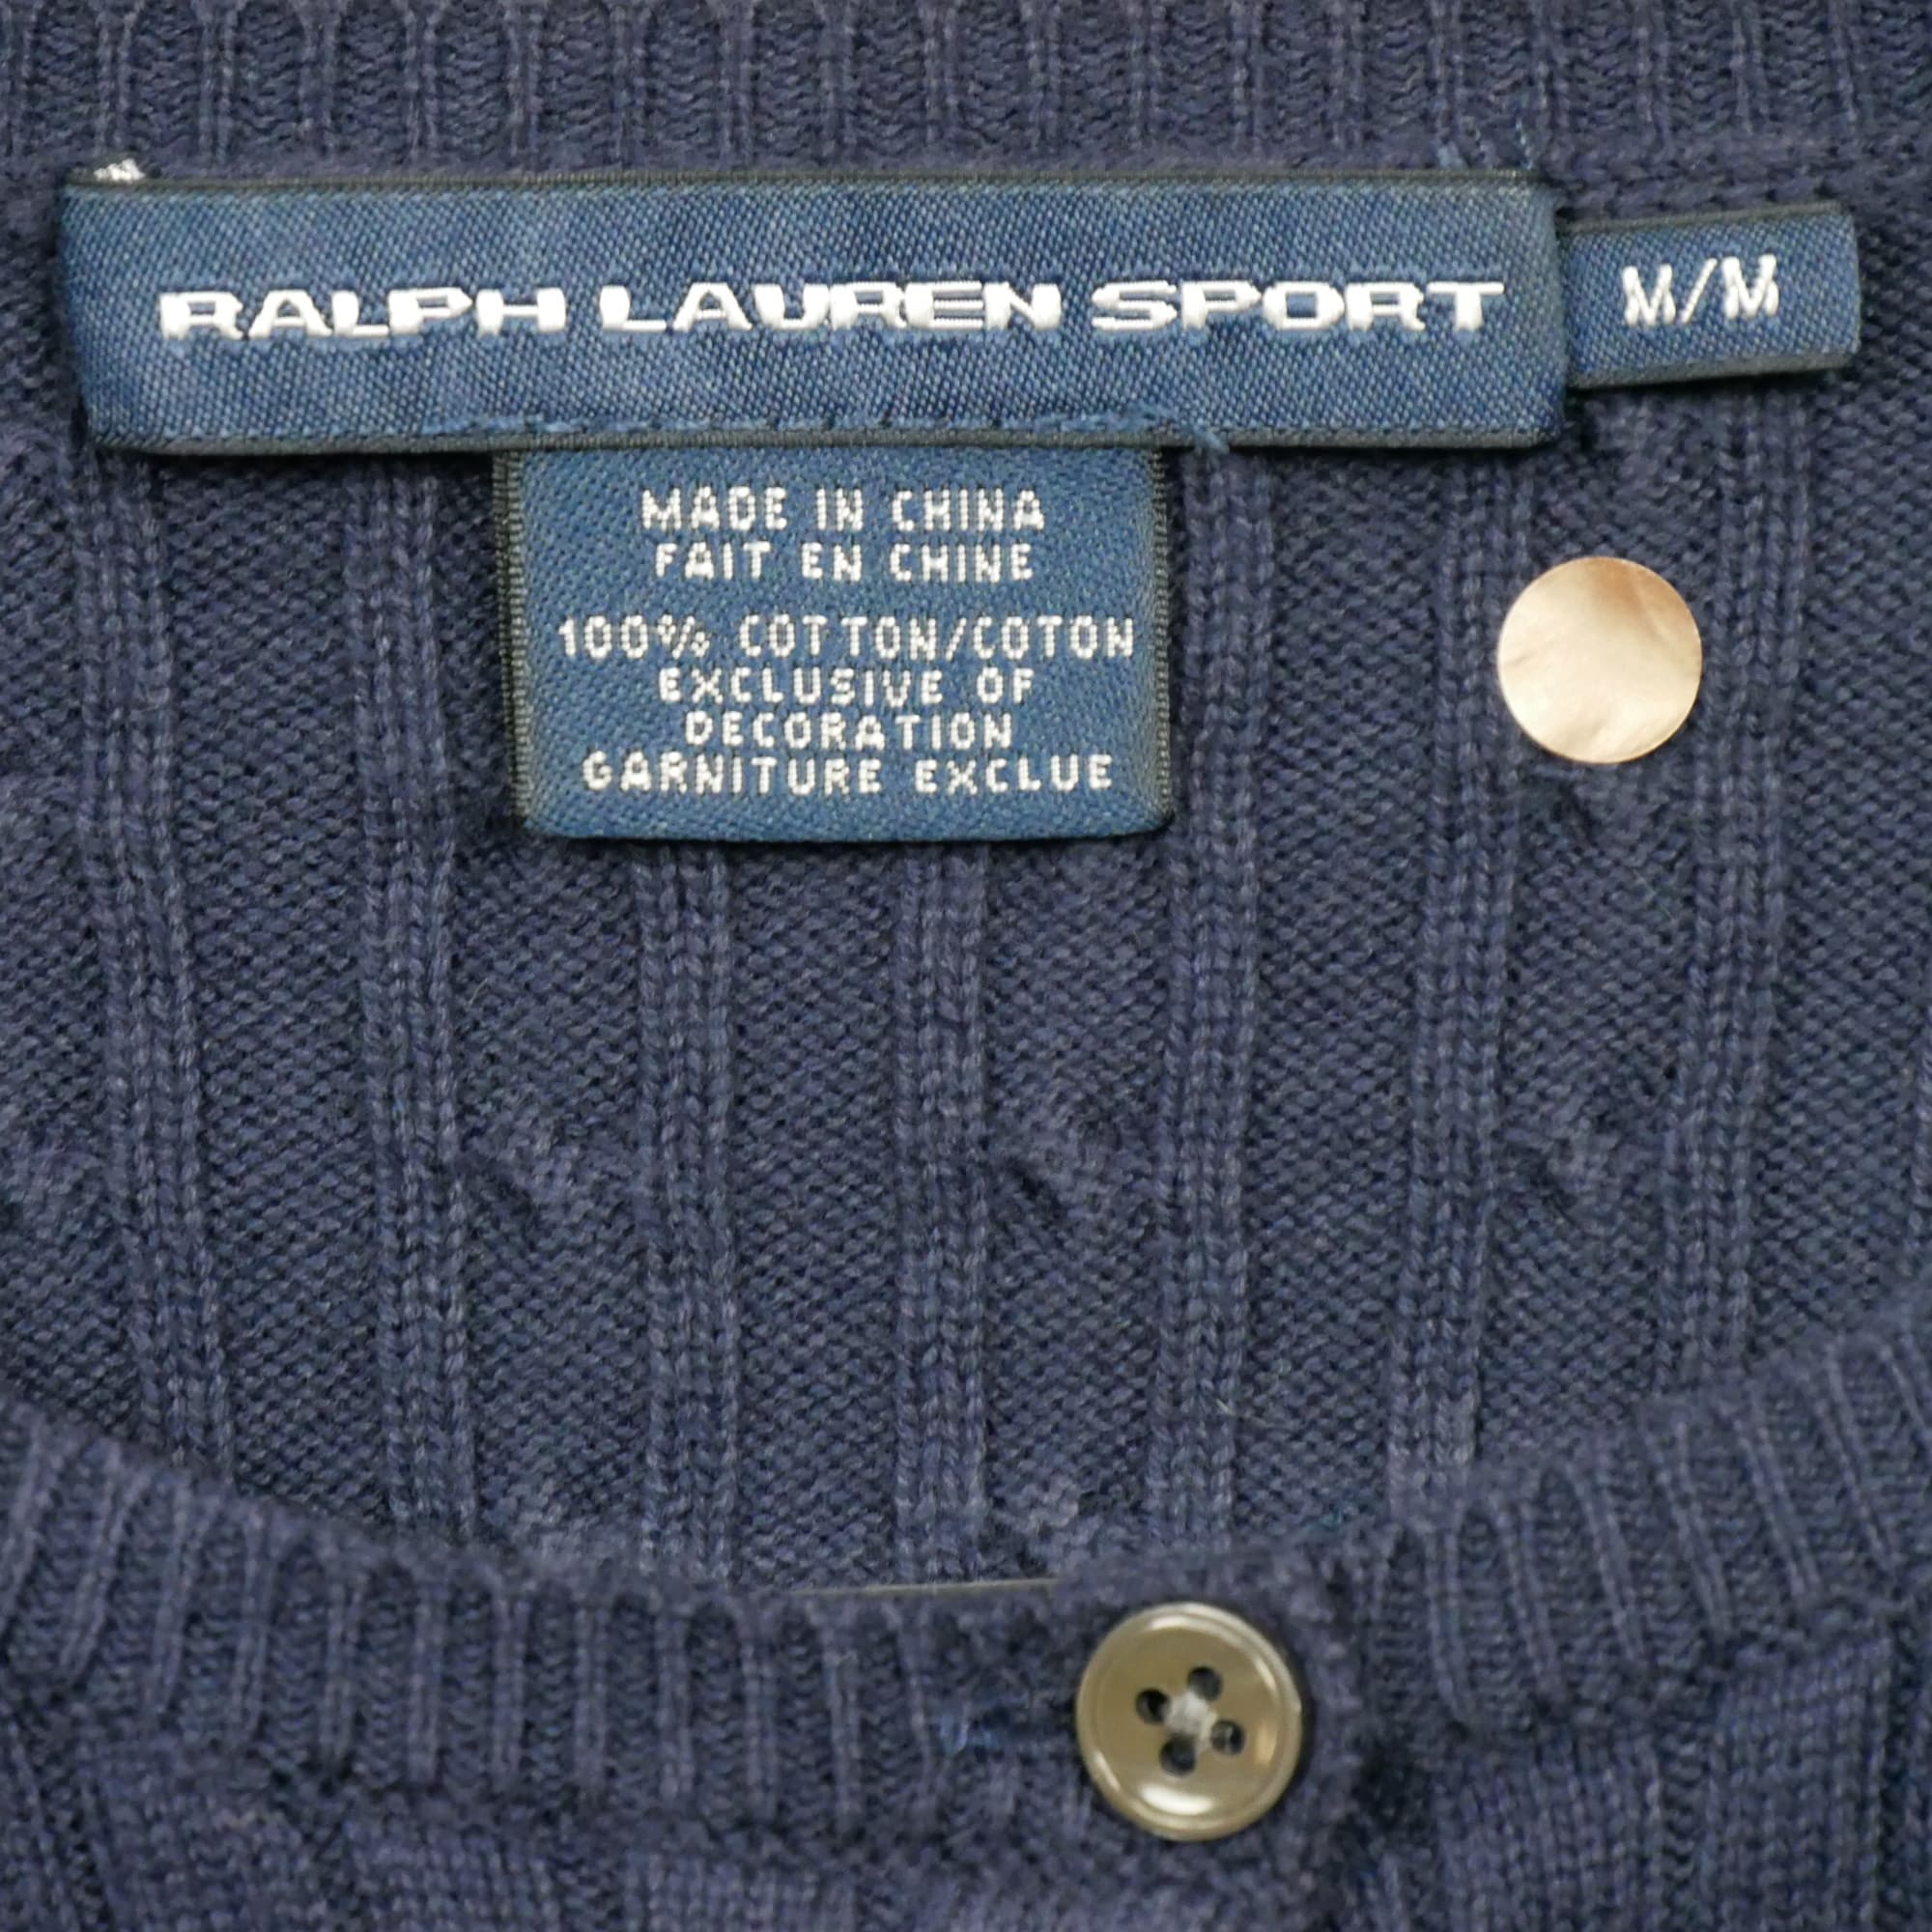 RALPH LAUREN SPORT
M/M
MADE IN CHINA
FAIT EN CHINE
100% COTTON/COTON
EXCLUSIVE OF
DECORATION
GARNITURE EXCLUE